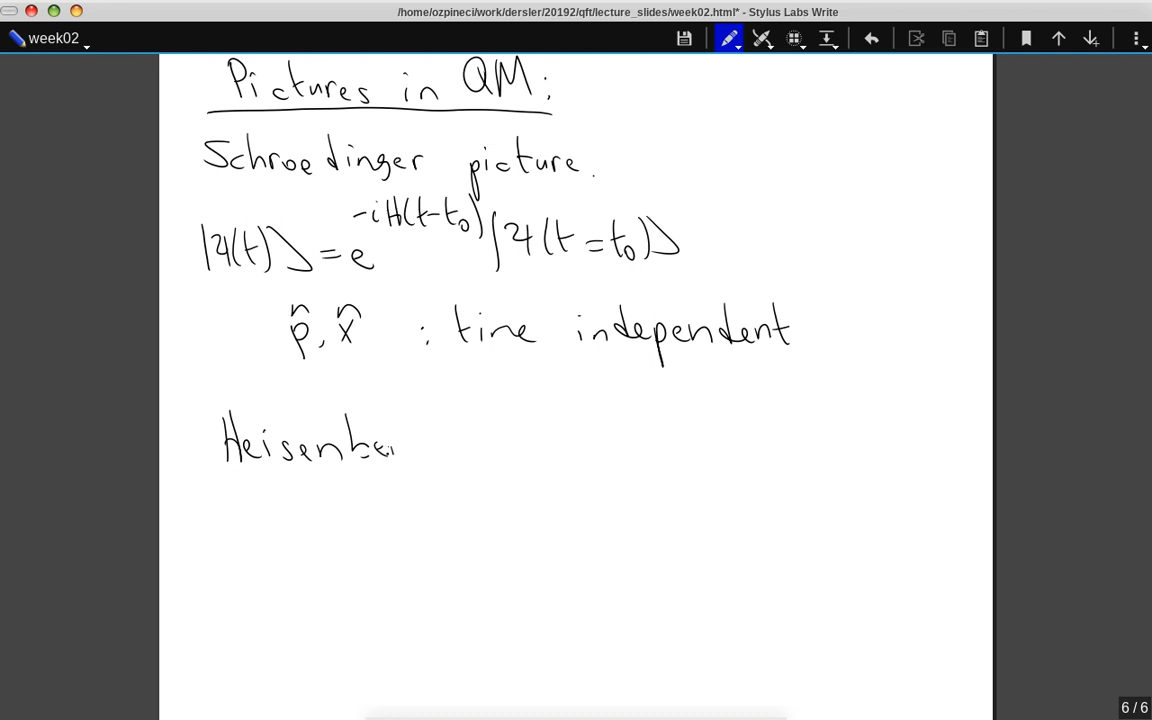 /home/ozpineci/work/dersler/20192/qft/lecture_slides/week02.html* - Stylus Labs Write
week02
Pictures in QM:
Schroedinger picture.
|ψ(t)> = e^{-iH(t-t₀)} |ψ(t=t₀)>
p̂, x̂ : time independent
Heisenber
6 / 6